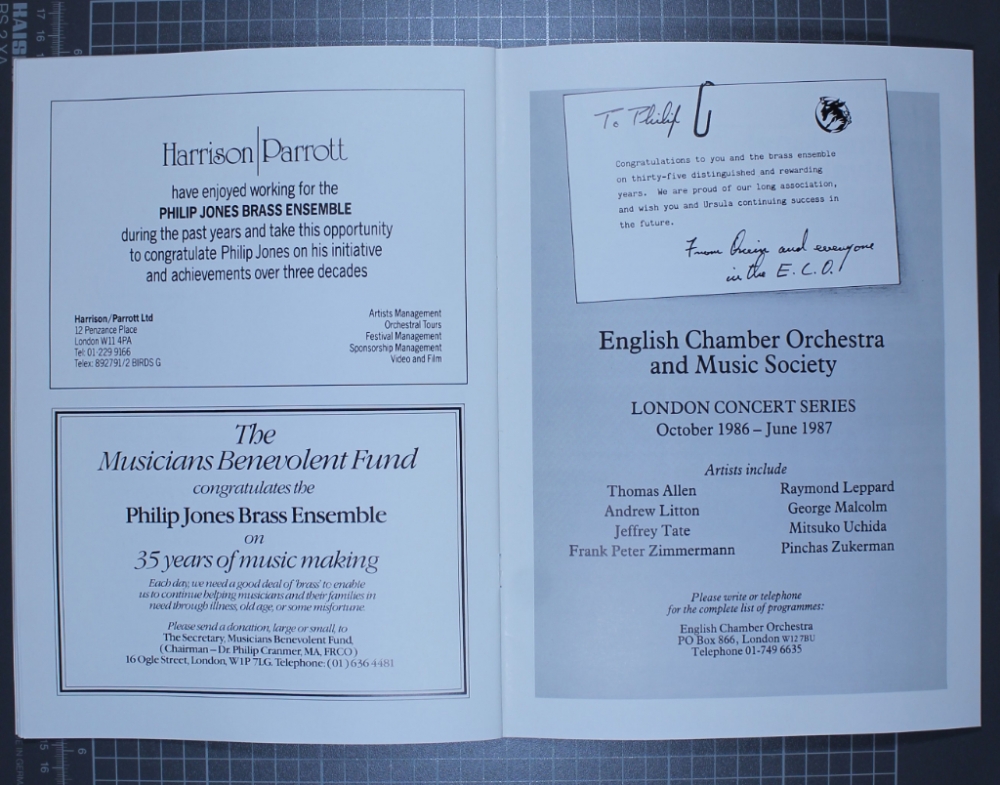 Harrison Parrott
have enjoyed working for the
PHILIP JONES BRASS ENSEMBLE
during the past years and take this opportunity
to congratulate Philip Jones on his initiative
and achievements over three decades
Harrison/Parrott Ltd
12 Penzance Place
London W11 4PA
Tel: 01-229 9166
Telex: 892791/2 BIRDS G
Artists Management
Orchestral Tours
Festival Management
Sponsorship Management
Video and Film
The
Musicians Benevolent Fund
congratulates the
Philip Jones Brass Ensemble
on
35 years of music making
Each day, we need a good deal of 'brass' to enable
us to continue helping musicians and their families in
need through illness, old age, or some misfortune.
Please send a donation, large or small, to
The Secretary, Musicians Benevolent Fund,
(Chairman – Dr. Philip Cranmer, MA, FRCO)
16 Ogle Street, London, W1P 7LG. Telephone: (01) 636 4481
To Philip
Congratulations to you and the brass ensemble
on thirty-five distinguished and rewarding
years. We are proud of our long association,
and wish you and Ursula continuing success in
the future.
From and everyone
in the E.C.O!
English Chamber Orchestra
and Music Society
LONDON CONCERT SERIES
October 1986 – June 1987
Artists include
Thomas Allen
Andrew Litton
Jeffrey Tate
Frank Peter Zimmermann
Raymond Leppard
George Malcolm
Mitsuko Uchida
Pinchas Zukerman
Please write or telephone
for the complete list of programmes:
English Chamber Orchestra
PO Box 866, London W12 7BU
Telephone 01-749 6635